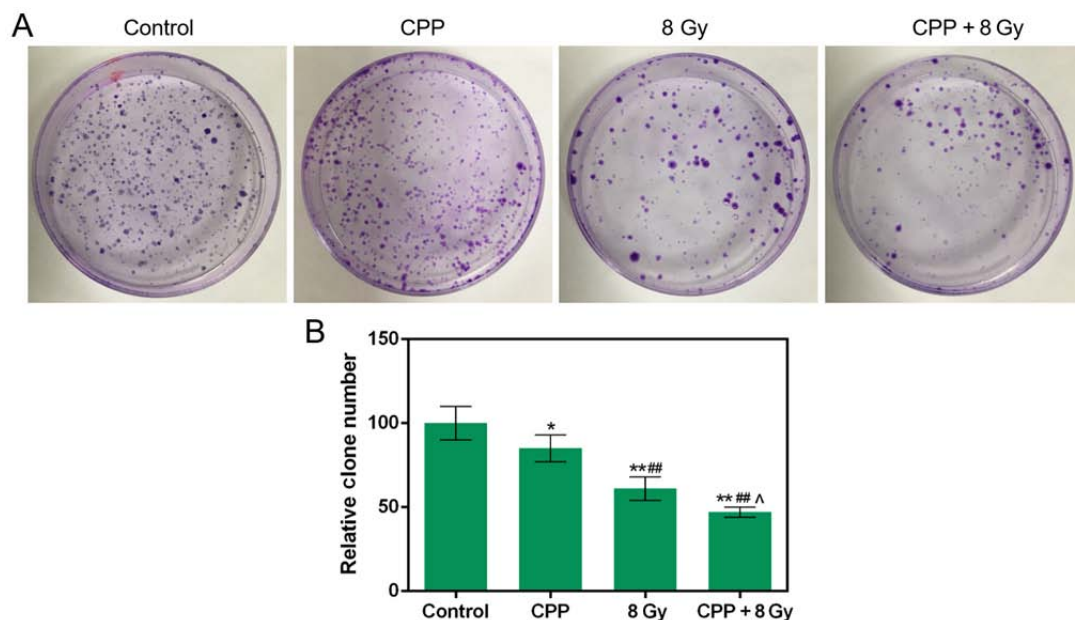 A
Control CPP 8 Gy CPP + 8 Gy
B
150
100
50
0
Relative clone number
*
**##
** ## ^
Control CPP 8 Gy CPP + 8 Gy